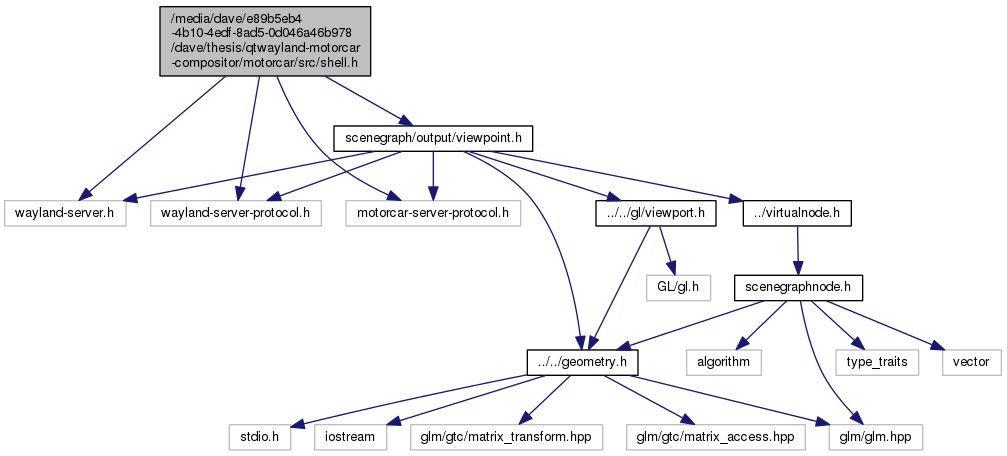 /media/dave/e89b5eb4
-4b10-4edf-8ad5-0d046a46b978
/dave/thesis/qtwayland-motorcar
-compositor/motorcar/src/shell.h
scenegraph/output/viewpoint.h
wayland-server.h
wayland-server-protocol.h
motorcar-server-protocol.h
../../gl/viewport.h
../virtualnode.h
GL/gl.h
scenegraphnode.h
../../geometry.h
algorithm
type_traits
vector
stdio.h
iostream
glm/gtc/matrix_transform.hpp
glm/gtc/matrix_access.hpp
glm/glm.hpp